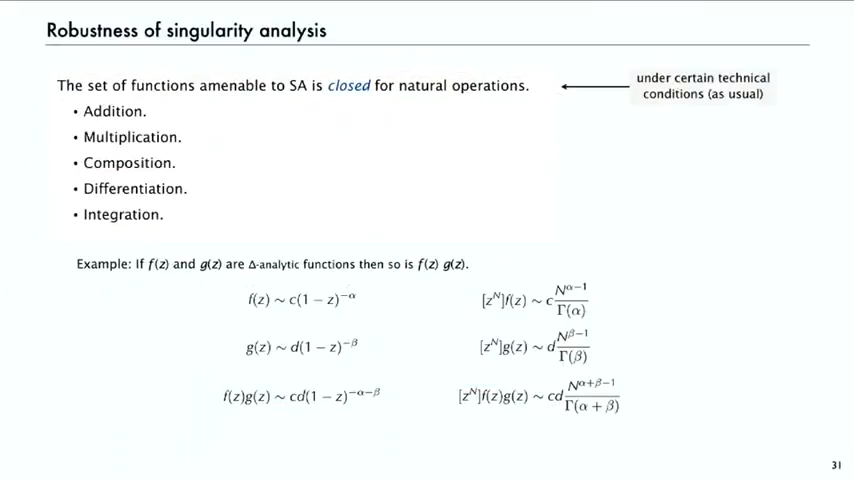 Robustness of singularity analysis
The set of functions amenable to SA is closed for natural operations.
under certain technical
conditions (as usual)
• Addition.
• Multiplication.
• Composition.
• Differentiation.
• Integration.
Example: If f(z) and g(z) are Δ-analytic functions then so is f(z) g(z).
f(z) ∼ c(1 − z)^{−α} [z^N]f(z) ∼ c N^{α−1}/Γ(α)
g(z) ∼ d(1 − z)^{−β} [z^N]g(z) ∼ d N^{β−1}/Γ(β)
f(z)g(z) ∼ cd(1 − z)^{−α−β} [z^N]f(z)g(z) ∼ cd N^{α+β−1}/Γ(α + β)
31